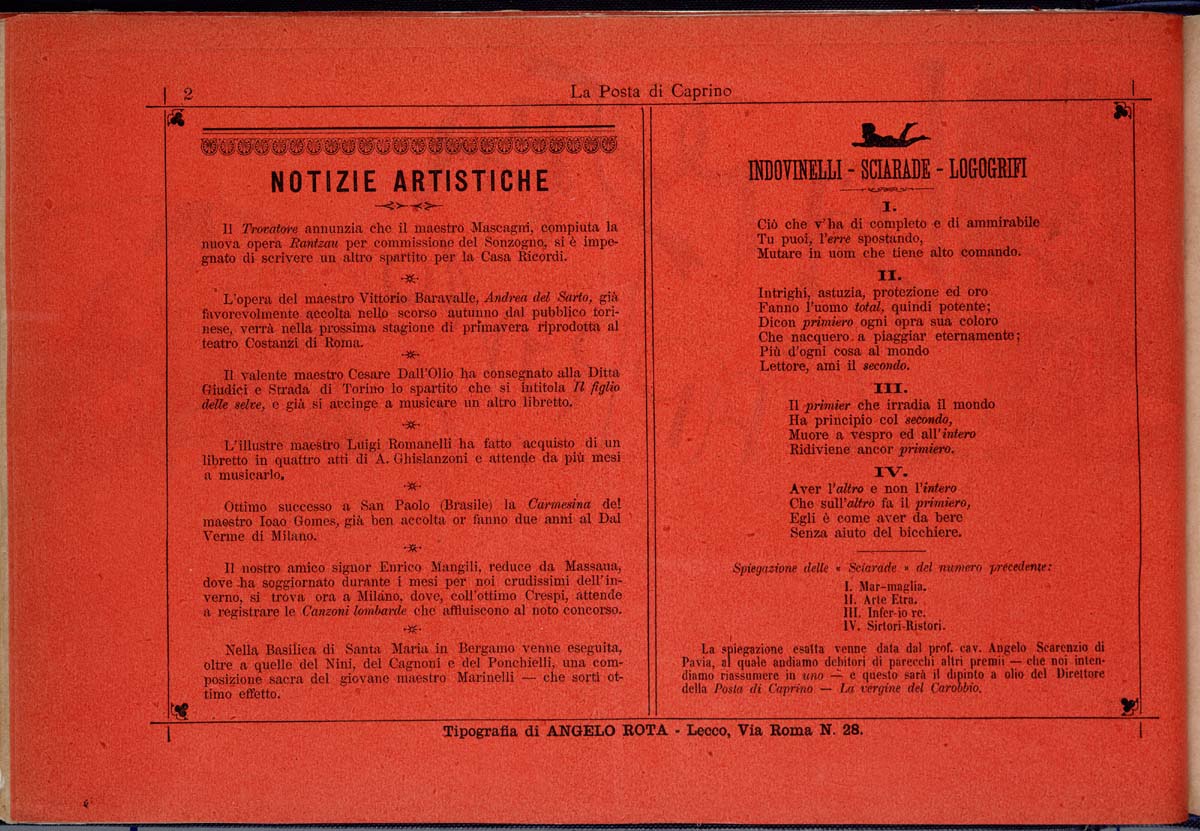 2
La Posta di Caprino
NOTIZIE ARTISTICHE
Il Trovatore annunzia che il maestro Mascagni, compiuta la
nuova opera Rantzau per commissione del Sonzogno, si è impe-
gnato di scrivere un altro spartito per la Casa Ricordi.
L'opera del maestro Vittorio Baravalle, Andrea del Sarto, già
favorevolmente accolta nello scorso autunno dal pubblico tori-
nese, verrà nella prossima stagione di primavera riprodotta al
teatro Costanzi di Roma.
Il valente maestro Cesare Dall'Olio ha consegnato alla Ditta
Giudici e Strada di Torino lo spartito che si intitola Il figlio
delle selve, e già si accinge a musicare un altro libretto.
L'illustre maestro Luigi Romanelli ha fatto acquisto di un
libretto in quattro atti di A. Ghislanzoni e attende da più mesi
a musicarlo.
Ottimo successo a San Paolo (Brasile) la Carmesina del
maestro Ioao Gomes, già ben accolta or fanno due anni al Dal
Verme di Milano.
Il nostro amico signor Enrico Mangili, reduce da Massaua,
dove ha soggiornato durante i mesi per noi crudissimi dell'in-
verno, si trova ora a Milano, dove, coll'ottimo Crespi, attende
a registrare le Canzoni lombarde che affluiscono al noto concorso.
Nella Basilica di Santa Maria in Bergamo venne eseguita,
oltre a quelle del Nini, del Cagnoni e del Ponchielli, una com-
posizione sacra del giovane maestro Marinelli — che sortì ot-
timo effetto.
INDOVINELLI - SCIARADE - LOGOGRIFI
I.
Ciò che v'ha di completo e di ammirabile
Tu puoi, l'erre spostando,
Mutare in uom che tiene alto comando.
II.
Intrighi, astuzia, protezione ed oro
Fanno l'uomo total, quindi potente;
Dicon primiero ogni opra sua coloro
Che nacquero a piaggiar eternamente;
Più d'ogni cosa al mondo
Lettore, ami il secondo.
III.
Il primier che irradia il mondo
Ha principio col secondo,
Muore a vespro ed all'intero
Ridiviene ancor primiero.
IV.
Aver l'altro e non l'intero
Che sull'altro fa il primiero,
Egli è come aver da bere
Senza aiuto del bicchiere.
Spiegazione delle « Sciarade » del numero precedente:
I. Mar-maglia.
II. Arte Etra.
III. Infer-io re.
IV. Sirtori-Ristori.
La spiegazione esatta venne data dal prof. cav. Angelo Scarenzio di
Pavia, al quale andiamo debitori di parecchi altri premii — che noi inten-
diamo riassumere in uno — e questo sarà il dipinto a olio del Direttore
della Posta di Caprino — La vergine del Carobbio.
Tipografia di ANGELO ROTA - Lecco, Via Roma N. 28.